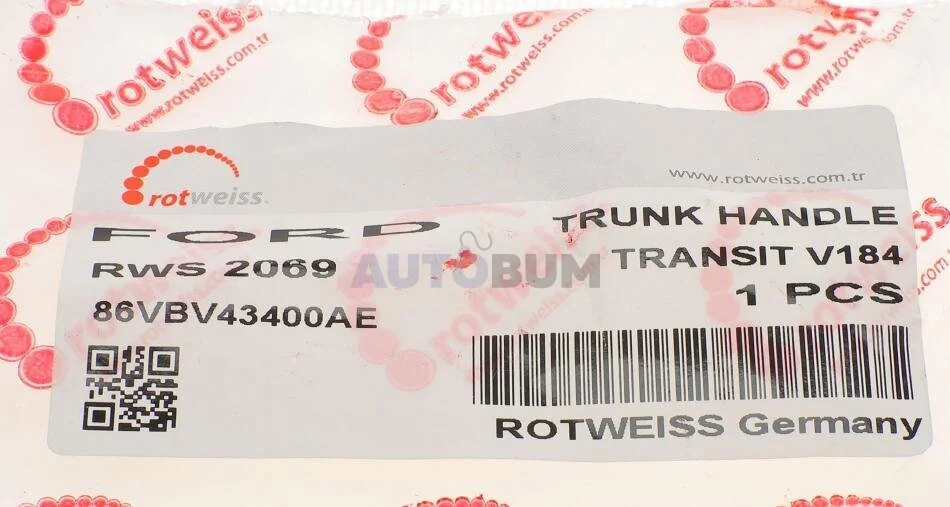 rotweiss
www.rotweiss.com.tr
rotweiss
www.rotweiss.com.tr
rotweiss
www.rotweiss.com.tr
rotweiss.
www.rotweiss.com.tr
FORD
TRUNK HANDLE
RWS 2069
TRANSIT V184
AUTOBUM
86VBV43400AE
1 PCS
ROTWEISS Germany